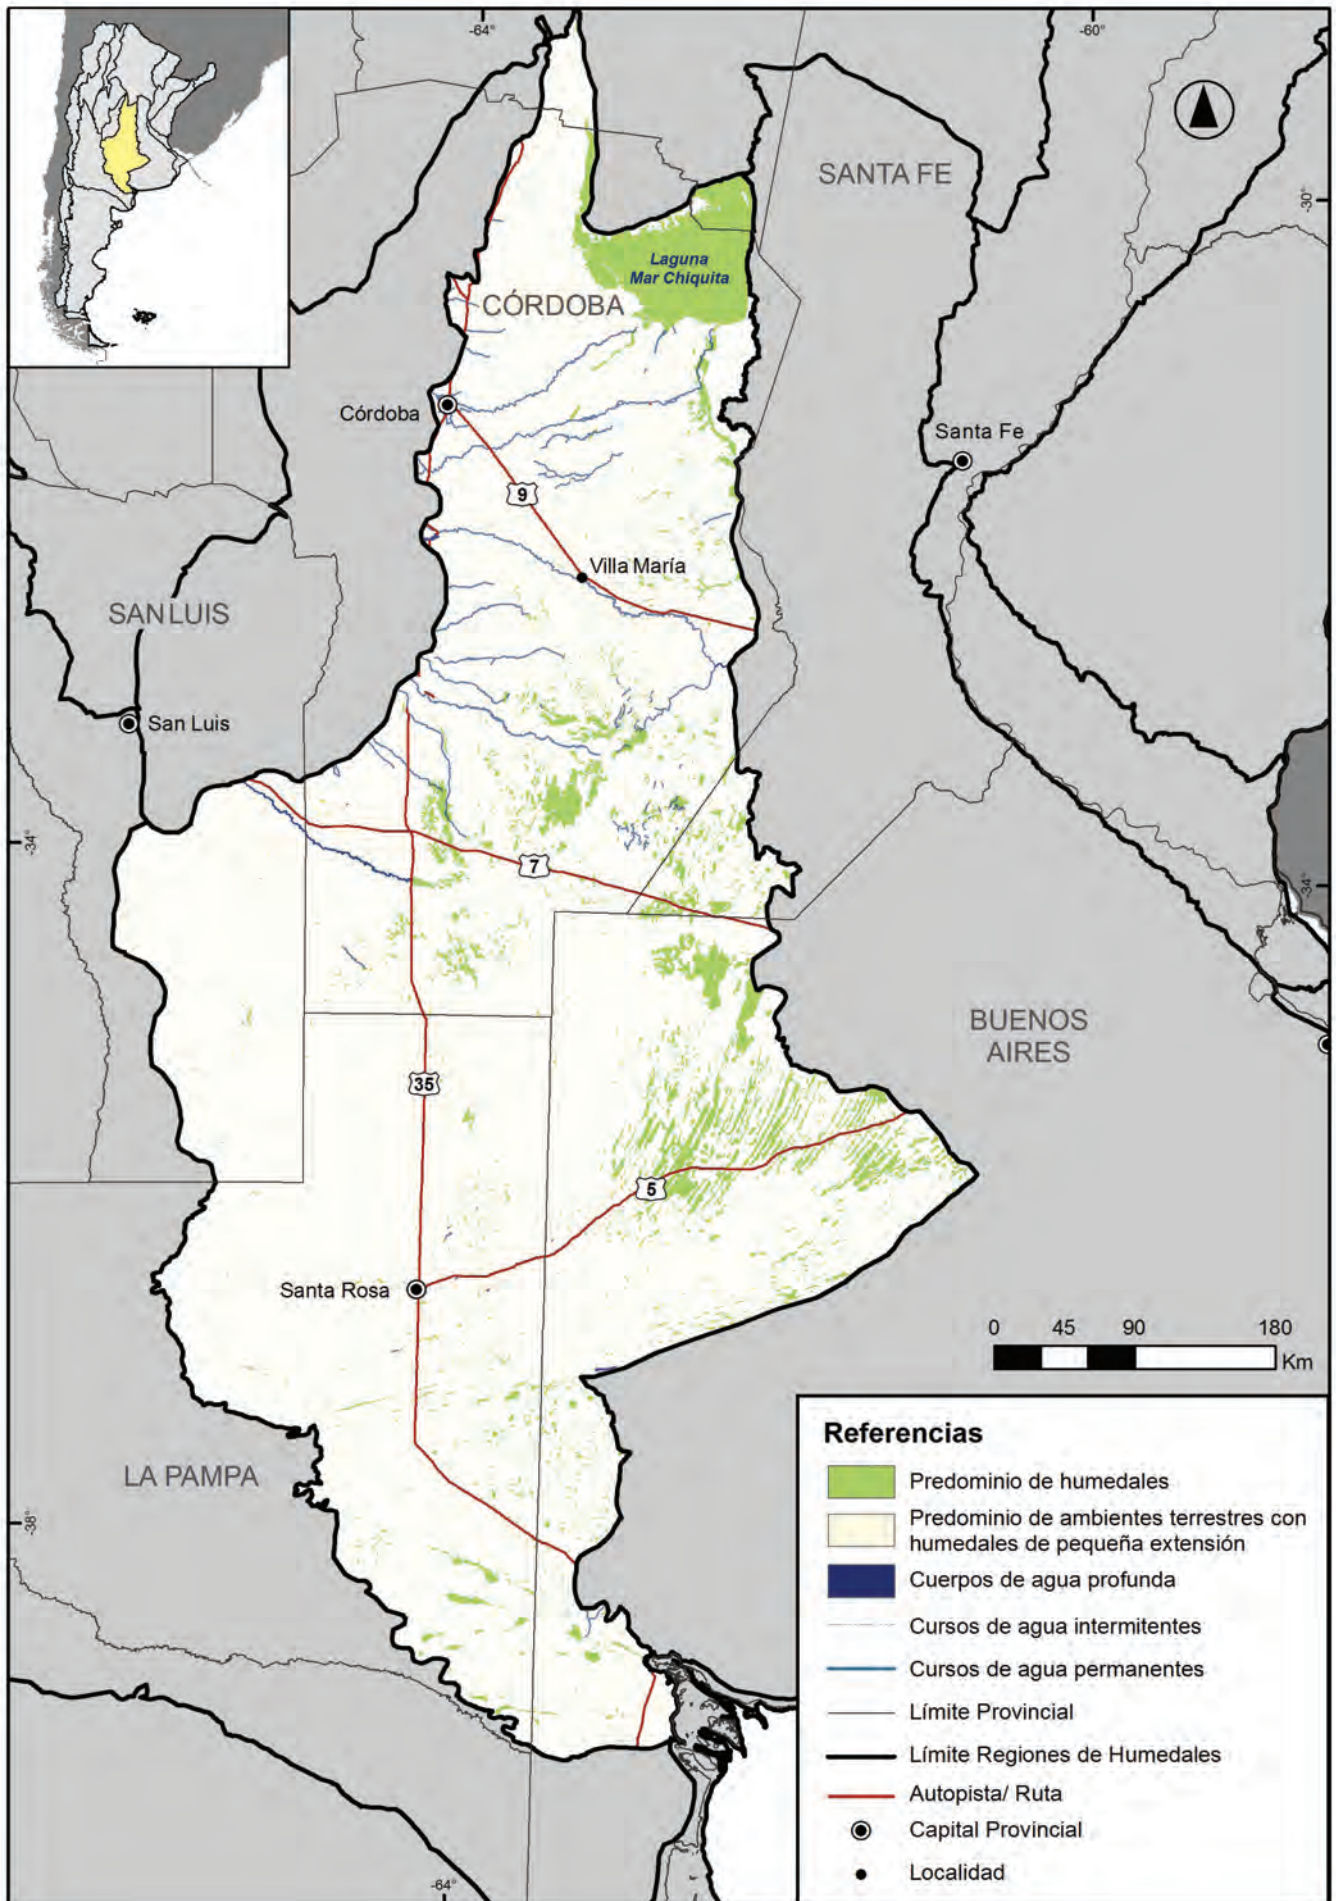 -64°
-60°
SANTA FE
-30°
Laguna
Mar Chiquita
CÓRDOBA
Córdoba
Santa Fe
9
Villa María
SAN LUIS
San Luis
-34°
7
-34°
BUENOS
AIRES
35
5
Santa Rosa
0 45 90 180
Km
LA PAMPA
-38°
Referencias
Predominio de humedales
Predominio de ambientes terrestres con
humedales de pequeña extensión
Cuerpos de agua profunda
Cursos de agua intermitentes
Cursos de agua permanentes
Límite Provincial
Límite Regiones de Humedales
Autopista/ Ruta
Capital Provincial
Localidad
-64°